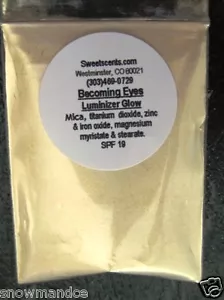 Sweetscents.com
Westminster, CO 80021
(303)469-0729
Becoming Eyes
Luminizer Glow
Mica, titanium dioxide, zinc
& iron oxide, magnesium
myristate & stearate.
SPF 19
© snowmandce